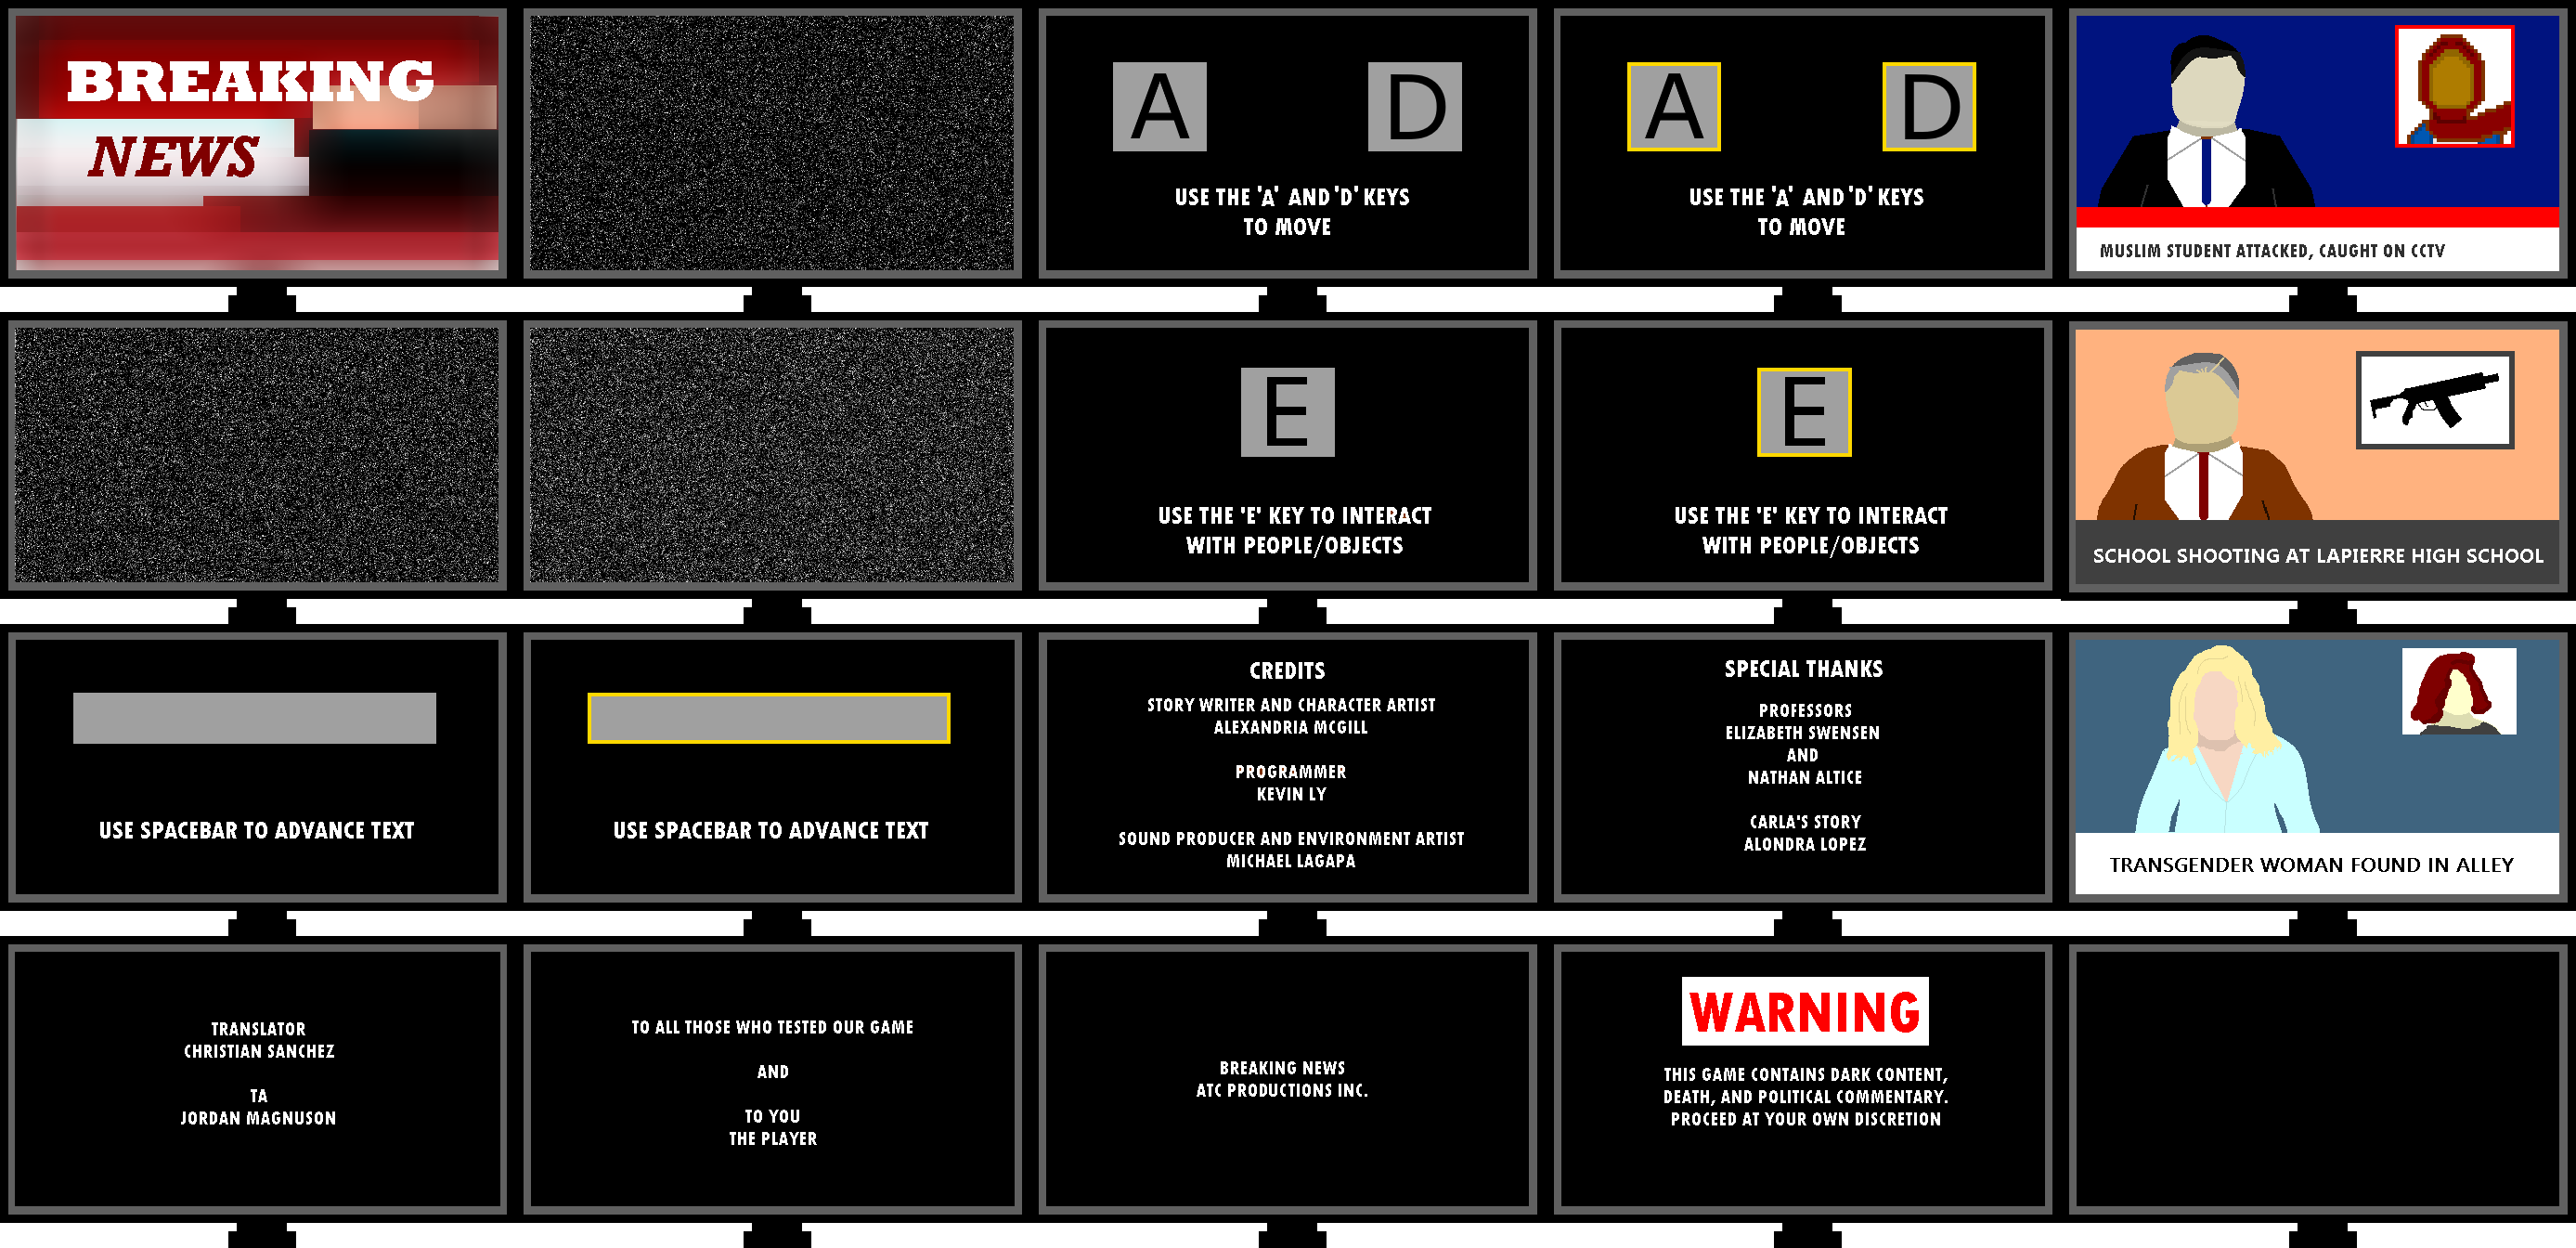 BREAKING
NEWS
A D
USE THE 'A' AND 'D' KEYS
TO MOVE
A D
USE THE 'A' AND 'D' KEYS
TO MOVE
MUSLIM STUDENT ATTACKED, CAUGHT ON CCTV
E
USE THE 'E' KEY TO INTERACT
WITH PEOPLE/OBJECTS
E
USE THE 'E' KEY TO INTERACT
WITH PEOPLE/OBJECTS
SCHOOL SHOOTING AT LAPIERRE HIGH SCHOOL
USE SPACEBAR TO ADVANCE TEXT
USE SPACEBAR TO ADVANCE TEXT
CREDITS
STORY WRITER AND CHARACTER ARTIST
ALEXANDRIA MCGILL
PROGRAMMER
KEVIN LY
SOUND PRODUCER AND ENVIRONMENT ARTIST
MICHAEL LAGAPA
SPECIAL THANKS
PROFESSORS
ELIZABETH SWENSEN
AND
NATHAN ALTICE
CARLA'S STORY
ALONDRA LOPEZ
TRANSGENDER WOMAN FOUND IN ALLEY
TRANSLATOR
CHRISTIAN SANCHEZ
TA
JORDAN MAGNUSON
TO ALL THOSE WHO TESTED OUR GAME
AND
TO YOU
THE PLAYER
BREAKING NEWS
ATC PRODUCTIONS INC.
WARNING
THIS GAME CONTAINS DARK CONTENT,
DEATH, AND POLITICAL COMMENTARY.
PROCEED AT YOUR OWN DISCRETION